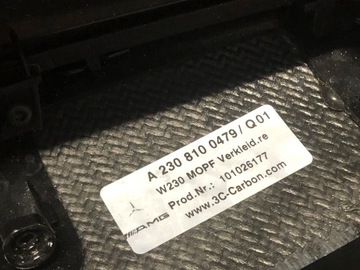 A 230 810 0479 / Q01
W230 MOPF Verkleid.re
Prod.Nr.: 101026177
www.3C-Carbon.com
AMG